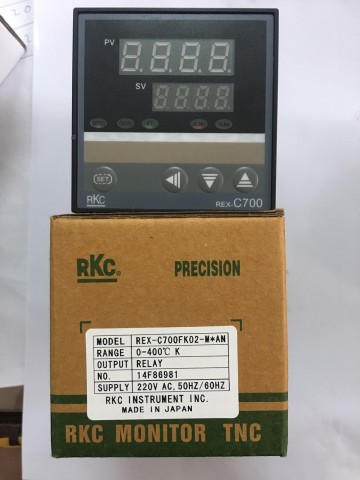 PV
8.8.8.8
SV
8.8.8.8
SET
RKC
REX-C700
RKC®
PRECISION
MODEL REX-C700FK02-M*AN
RANGE 0-400℃ K
OUTPUT RELAY
NO. 14F86981
SUPPLY 220V AC,50HZ/60HZ
RKC INSTRUMENT INC.
MADE IN JAPAN
RKC MONITOR TNC